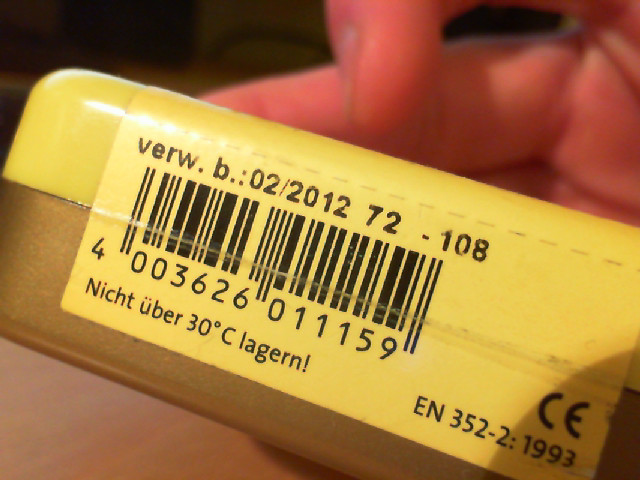 verw. b.:02/2012 72 - 108
4 003626 011159
Nicht über 30°C lagern!
CE
EN 352-2: 1993